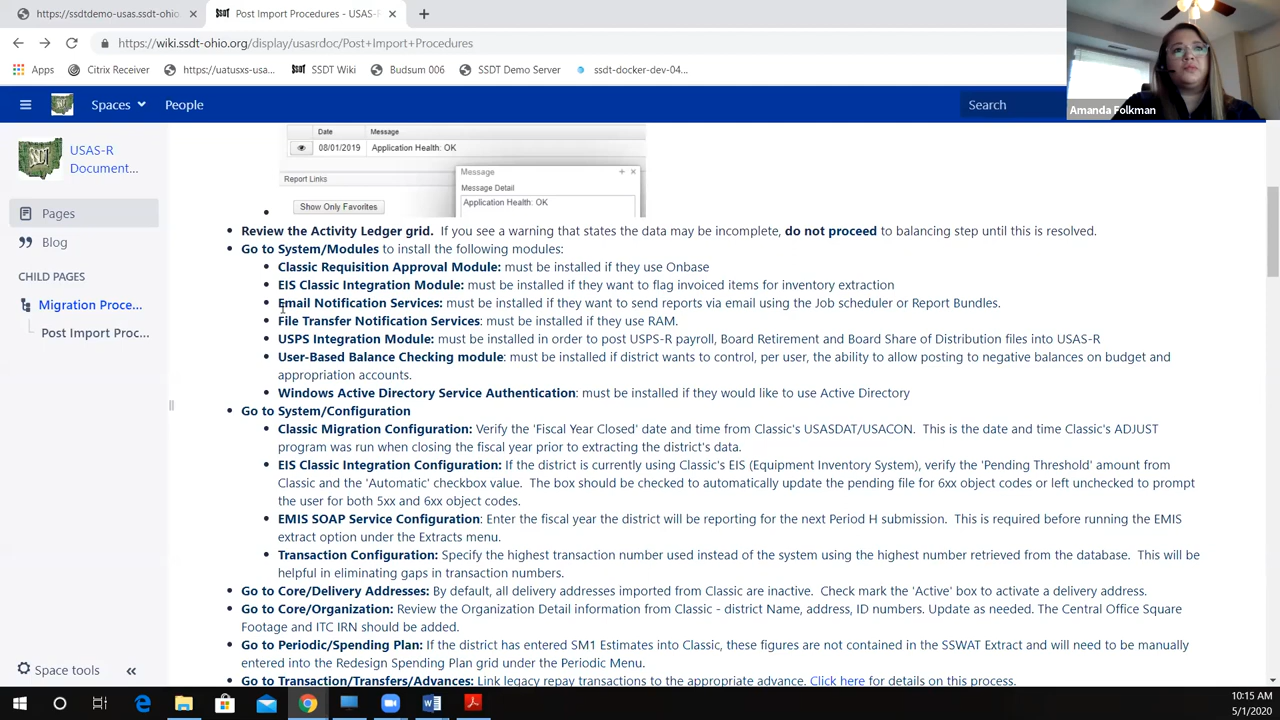 https://ssdtdemo-usas.ssdt-ohio.
Post Import Procedures - USAS-R
https://wiki.ssdt-ohio.org/display/usasrdoc/Post+Import+Procedures
Apps
Citrix Receiver
https://uatusxs-usa...
SSDT Wiki
Budsum 006
SSDT Demo Server
ssdt-docker-dev-04...
Amanda Folkman
Spaces
People
Search
USAS-R
Document...
Pages
Blog
CHILD PAGES
Migration Proce...
Post Import Proc...
Space tools
Date Message
08/01/2019 Application Health: OK
Report Links
Show Only Favorites
Message
Message Detail
Application Health: OK
Review the Activity Ledger grid. If you see a warning that states the data may be incomplete, do not proceed to balancing step until this is resolved.
Go to System/Modules to install the following modules:
Classic Requisition Approval Module: must be installed if they use Onbase
EIS Classic Integration Module: must be installed if they want to flag invoiced items for inventory extraction
Email Notification Services: must be installed if they want to send reports via email using the Job scheduler or Report Bundles.
File Transfer Notification Services: must be installed if they use RAM.
USPS Integration Module: must be installed in order to post USPS-R payroll, Board Retirement and Board Share of Distribution files into USAS-R
User-Based Balance Checking module: must be installed if district wants to control, per user, the ability to allow posting to negative balances on budget and
appropriation accounts.
Windows Active Directory Service Authentication: must be installed if they would like to use Active Directory
Go to System/Configuration
Classic Migration Configuration: Verify the 'Fiscal Year Closed' date and time from Classic's USASDAT/USACON. This is the date and time Classic's ADJUST
program was run when closing the fiscal year prior to extracting the district's data.
EIS Classic Integration Configuration: If the district is currently using Classic's EIS (Equipment Inventory System), verify the 'Pending Threshold' amount from
Classic and the 'Automatic' checkbox value. The box should be checked to automatically update the pending file for 6xx object codes or left unchecked to prompt
the user for both 5xx and 6xx object codes.
EMIS SOAP Service Configuration: Enter the fiscal year the district will be reporting for the next Period H submission. This is required before running the EMIS
extract option under the Extracts menu.
Transaction Configuration: Specify the highest transaction number used instead of the system using the highest number retrieved from the database. This will be
helpful in eliminating gaps in transaction numbers.
Go to Core/Delivery Addresses: By default, all delivery addresses imported from Classic are inactive. Check mark the 'Active' box to activate a delivery address.
Go to Core/Organization: Review the Organization Detail information from Classic - district Name, address, ID numbers. Update as needed. The Central Office Square
Footage and ITC IRN should be added.
Go to Periodic/Spending Plan: If the district has entered SM1 Estimates into Classic, these figures are not contained in the SSWAT Extract and will need to be manually
entered into the Redesign Spending Plan grid under the Periodic Menu.
Go to Transaction/Transfers/Advances: Link legacy repay transactions to the appropriate advance. Click here for details on this process.
10:15 AM
5/1/2020